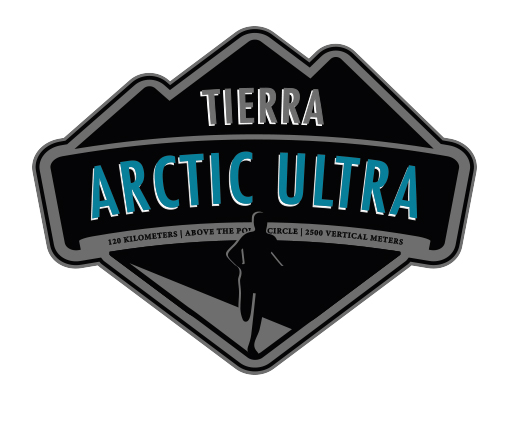 TIERRA
ARCTIC ULTRA
120 KILOMETERS | ABOVE THE CIRCLE | 2500 VERTICAL METERS